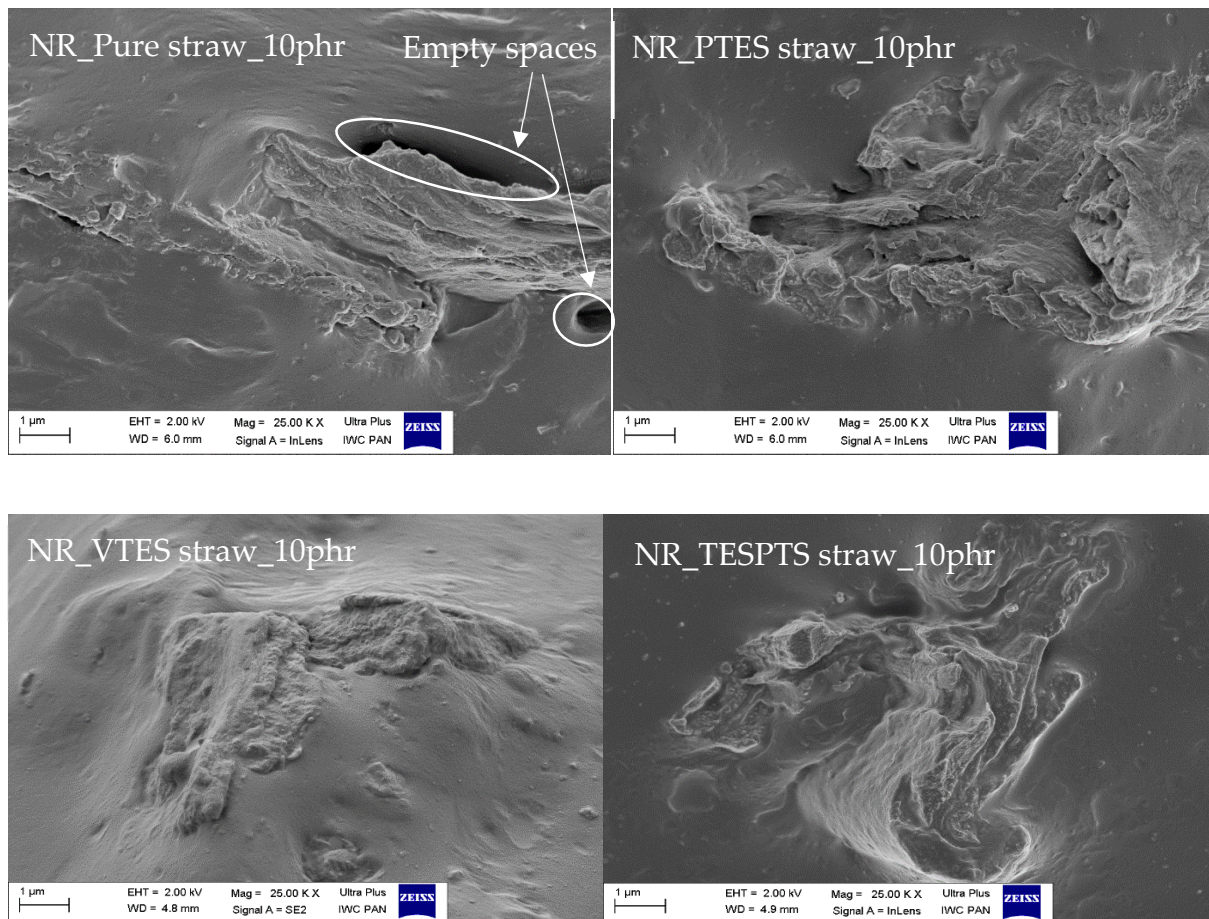 NR_Pure straw_10phr
Empty spaces
NR_PTES straw_10phr
1 µm
EHT = 2.00 kV
Mag = 25.00 K X
Ultra Plus
ZEISS
WD = 6.0 mm
Signal A = InLens
IWC PAN
1 µm
EHT = 2.00 kV
Mag = 25.00 K X
Ultra Plus
ZEISS
WD = 6.0 mm
Signal A = InLens
IWC PAN
NR_VTES straw_10phr
NR_TESPTS straw_10phr
1 µm
EHT = 2.00 kV
Mag = 25.00 K X
Ultra Plus
ZEISS
WD = 4.8 mm
Signal A = SE2
IWC PAN
1 µm
EHT = 2.00 kV
Mag = 25.00 K X
Ultra Plus
ZEISS
WD = 4.9 mm
Signal A = InLens
IWC PAN